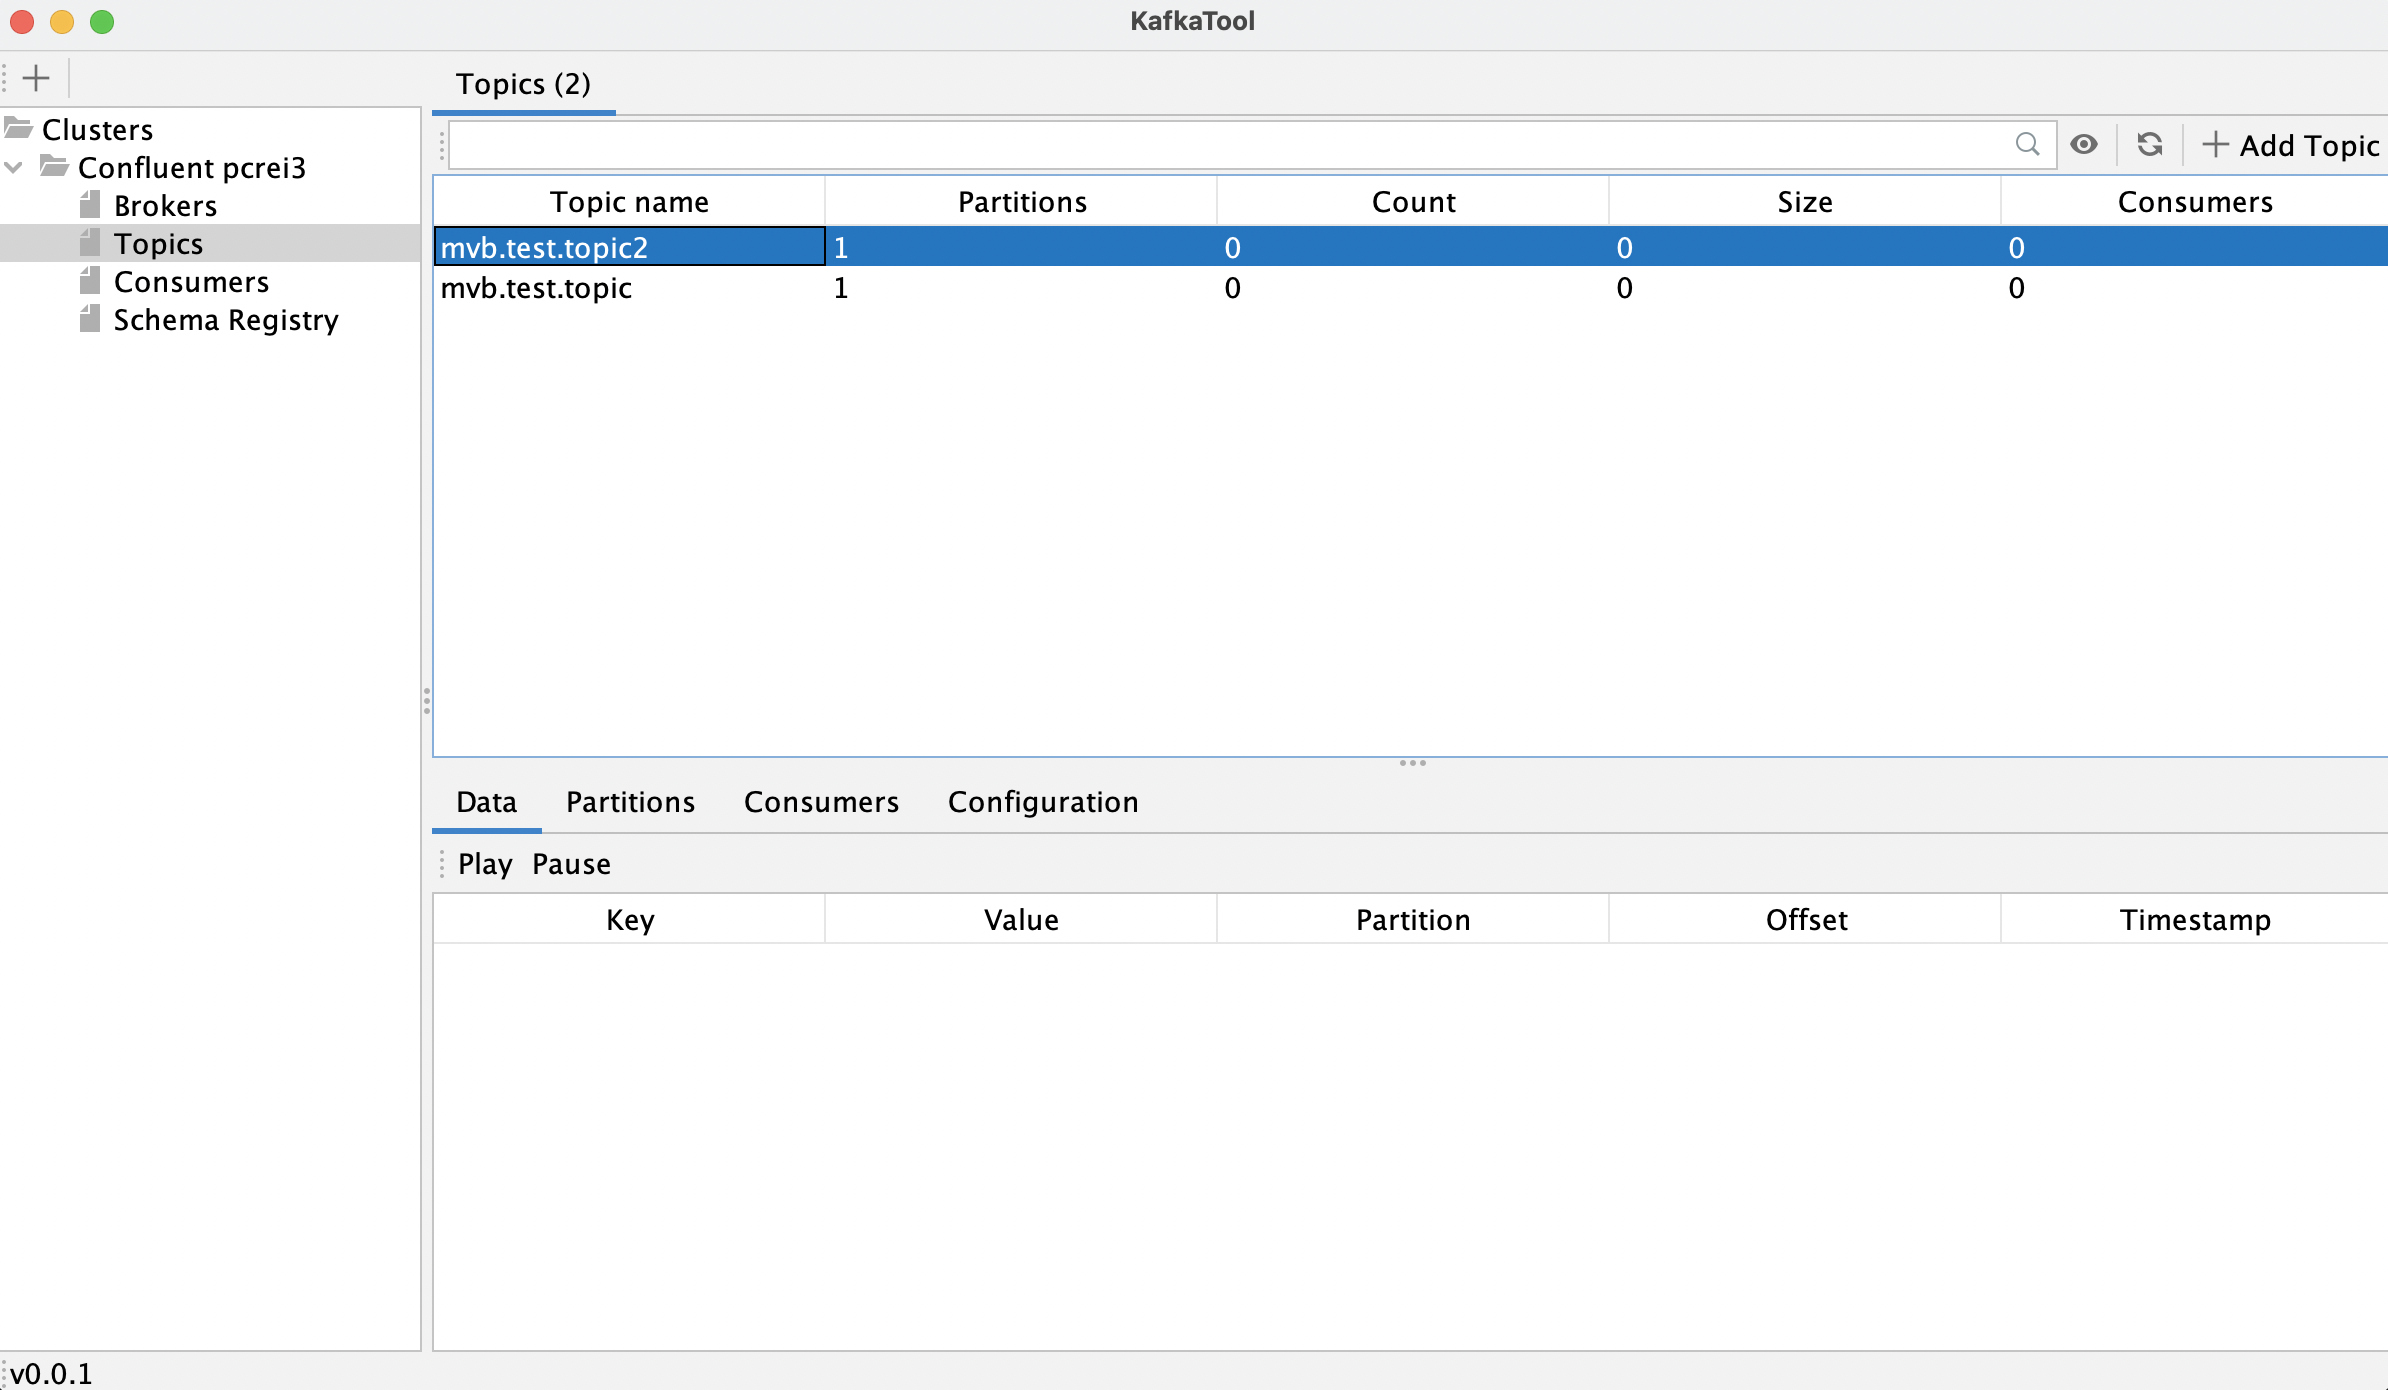 KafkaTool
Clusters
Confluent pcrei3
Brokers
Topics
Consumers
Schema Registry
Topics (2)
Add Topic
Topic name Partitions Count Size Consumers
mvb.test.topic2 1 0 0 0
mvb.test.topic 1 0 0 0
Data Partitions Consumers Configuration
Play Pause
Key Value Partition Offset Timestamp
v0.0.1